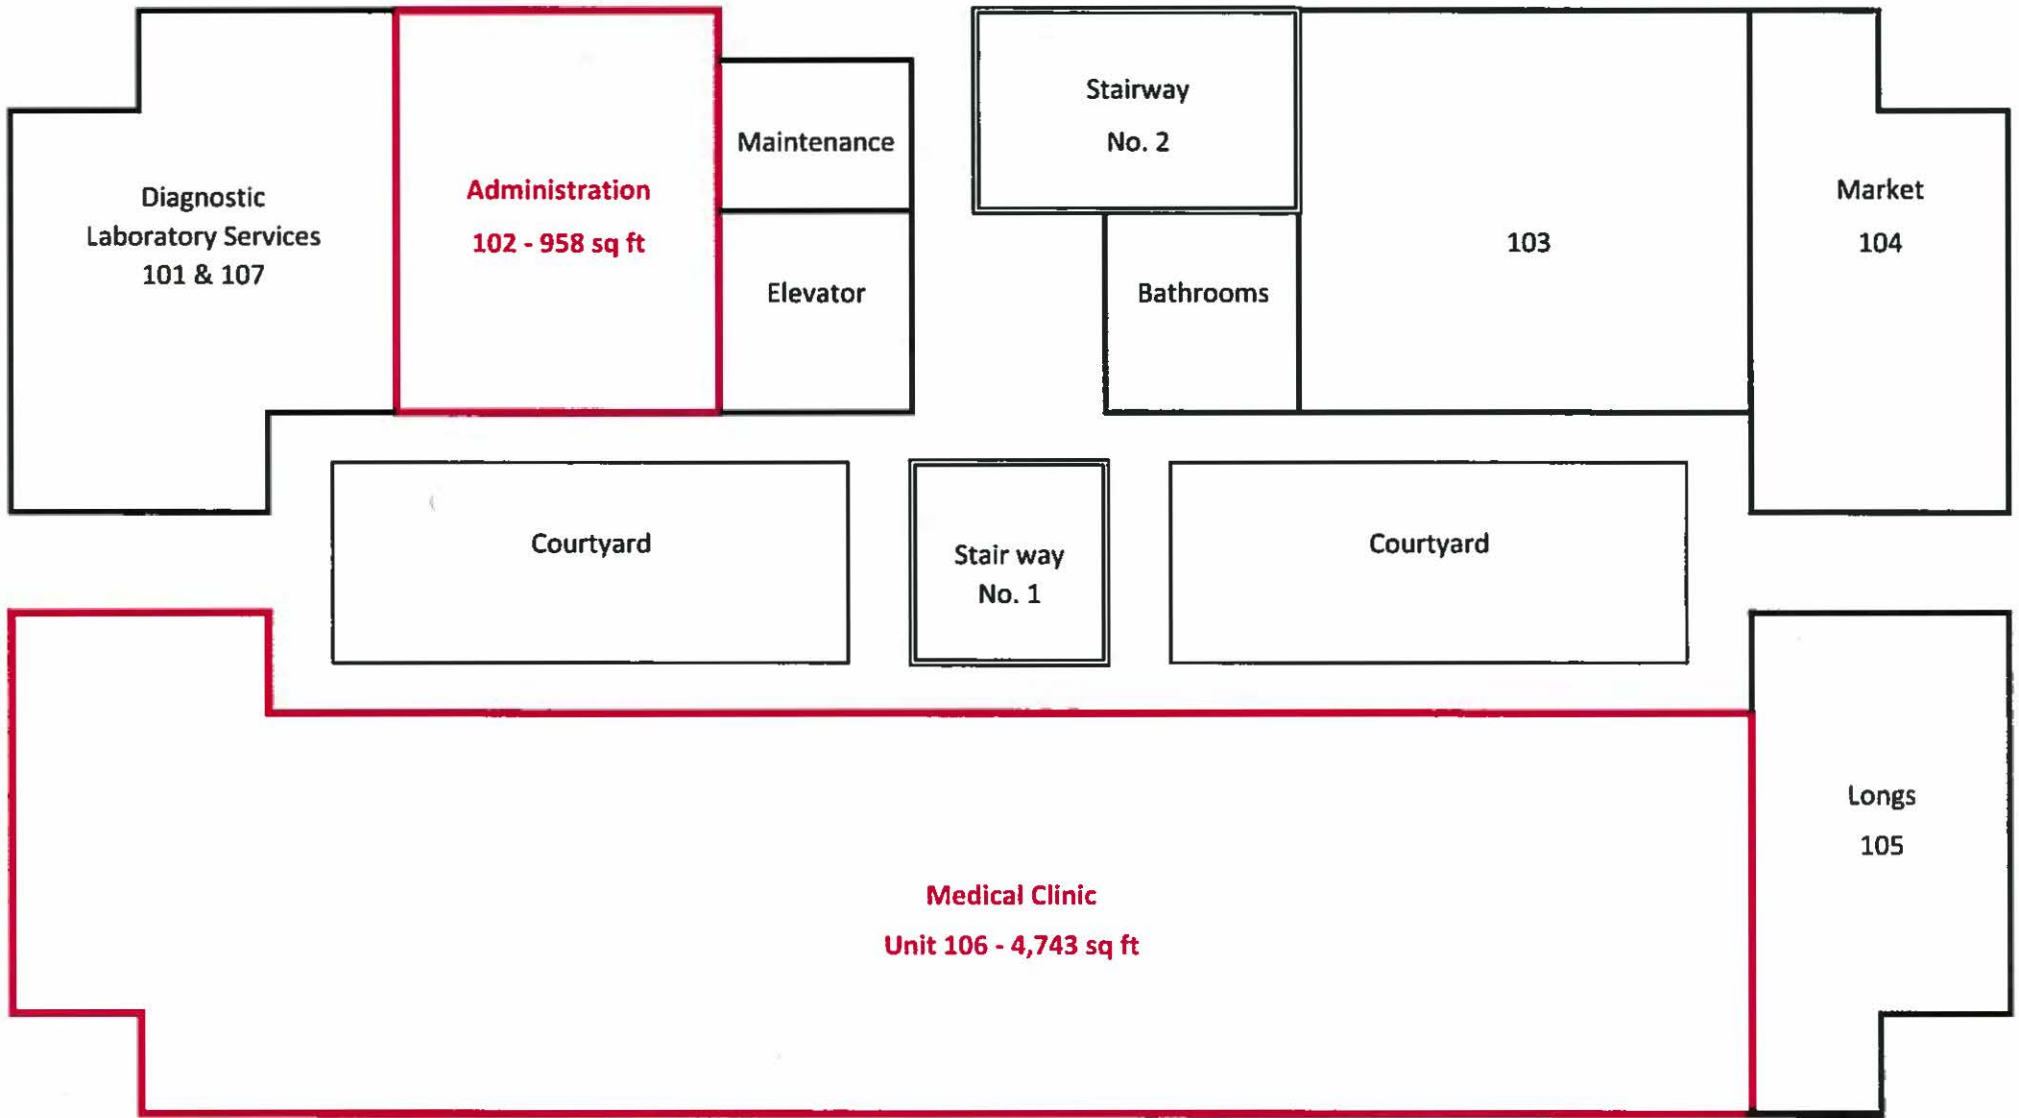 Diagnostic
Laboratory Services
101 & 107
Administration
102 - 958 sq ft
Maintenance
Elevator
Stairway
No. 2
Bathrooms
103
Market
104
Courtyard
Stair way
No. 1
Courtyard
Medical Clinic
Unit 106 - 4,743 sq ft
Longs
105